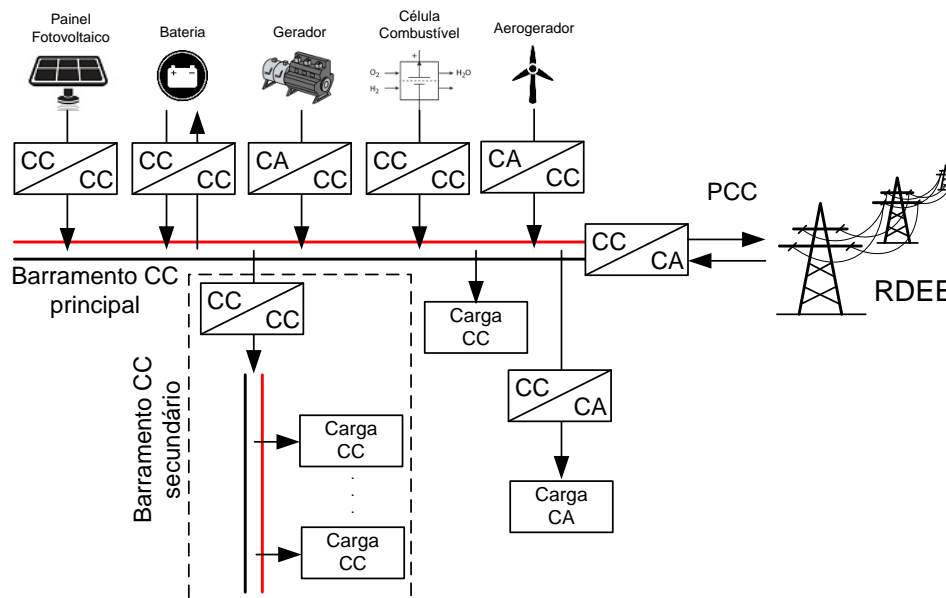 Painel
Fotovoltaico
Bateria
Gerador
Célula
Combustível
Aerogerador
+
-
+
O2
H2
H2O
CC
CC
CC
CC
CA
CC
CC
CC
CA
CC
PCC
CC
CA
RDEE
Barramento CC
principal
CC
CC
Carga
CC
CC
CA
Carga
CA
Barramento CC
secundário
Carga
CC
.
.
.
Carga
CC